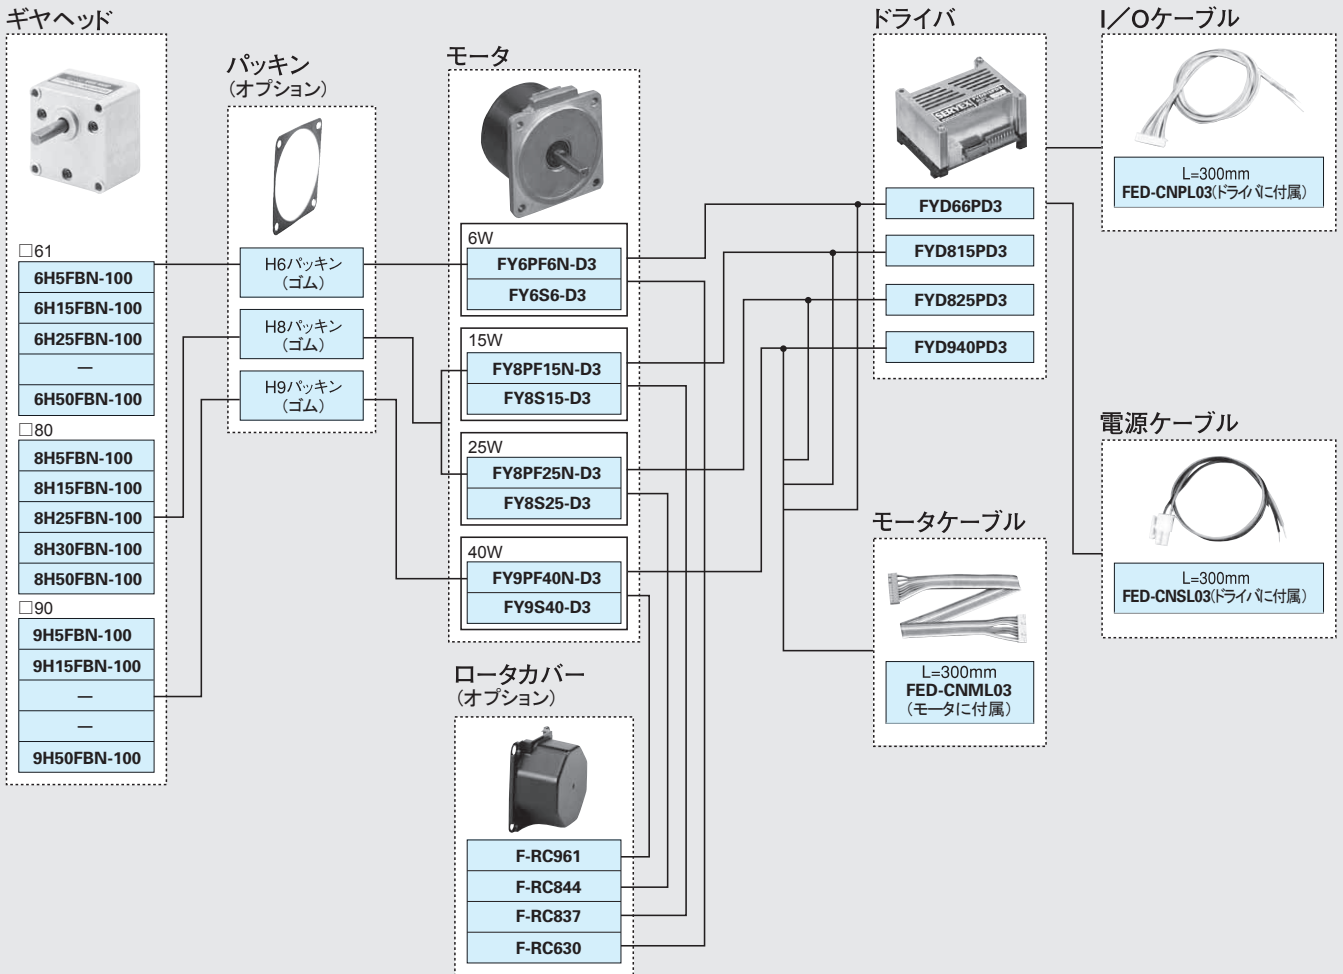 ギヤヘッド
□61
6H5FBN-100
6H15FBN-100
6H25FBN-100
—
6H50FBN-100
□80
8H5FBN-100
8H15FBN-100
8H25FBN-100
8H30FBN-100
8H50FBN-100
□90
9H5FBN-100
9H15FBN-100
—
—
9H50FBN-100
パッキン
(オプション)
H6パッキン
(ゴム)
H8パッキン
(ゴム)
H9パッキン
(ゴム)
モータ
6W
FY6PF6N-D3
FY6S6-D3
15W
FY8PF15N-D3
FY8S15-D3
25W
FY8PF25N-D3
FY8S25-D3
40W
FY9PF40N-D3
FY9S40-D3
ロータカバー
(オプション)
F-RC961
F-RC844
F-RC837
F-RC630
ドライバ
SERVEX
FYD66PD3
FYD815PD3
FYD825PD3
FYD940PD3
モータケーブル
L=300mm
FED-CNML03
(モータに付属)
I/Oケーブル
L=300mm
FED-CNPL03(ドライバに付属)
電源ケーブル
L=300mm
FED-CNSL03(ドライバに付属)